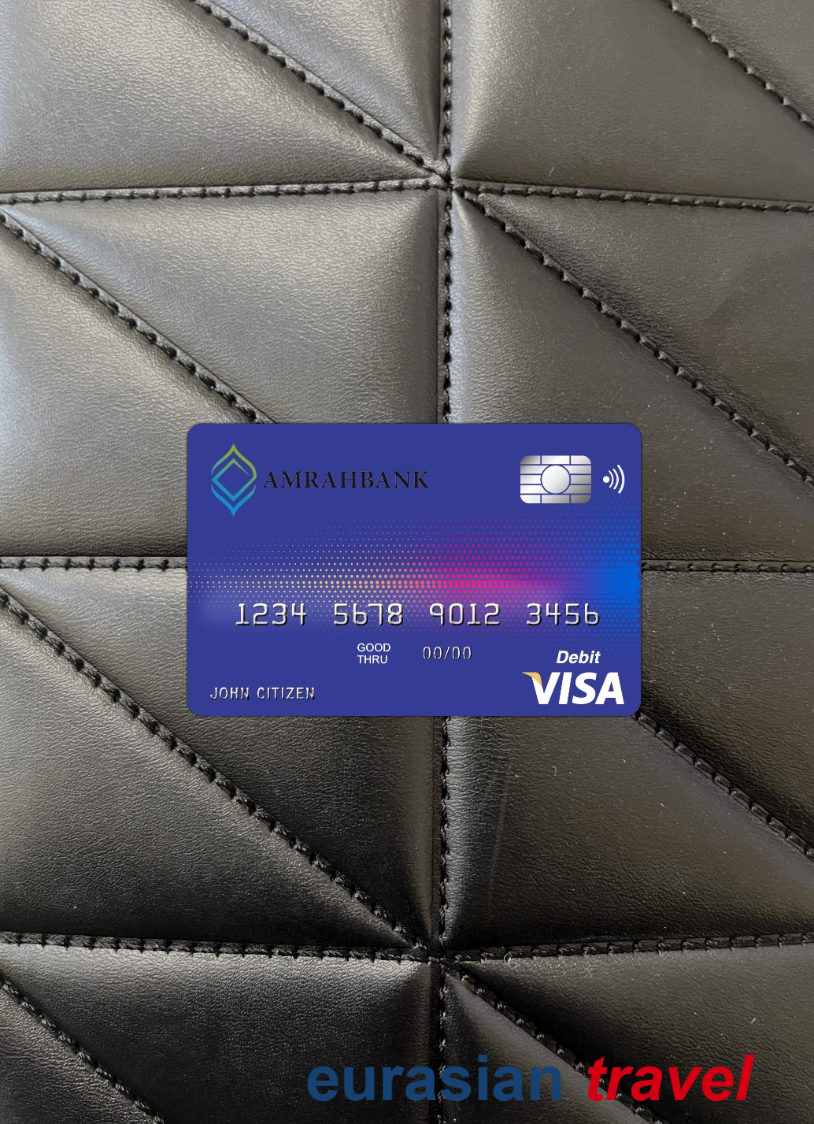 AMRAHBANK
1234 5678 9012 3456
GOOD THRU 00/00
Debit
JOHN CITIZEN
VISA
eurasian travel